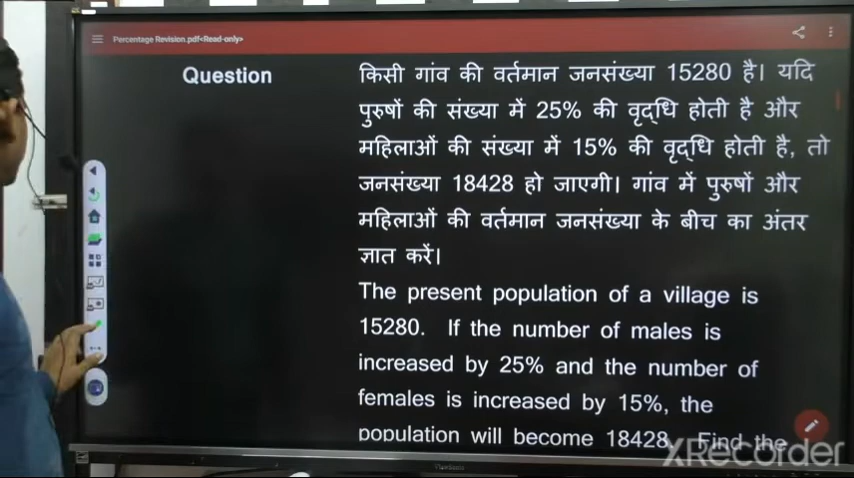 Percentage Revision.pdf<Read-only>
Question
किसी गांव की वर्तमान जनसंख्या 15280 है। यदि
पुरुषों की संख्या में 25% की वृद्धि होती है और
महिलाओं की संख्या में 15% की वृद्धि होती है, तो
जनसंख्या 18428 हो जाएगी। गांव में पुरुषों और
महिलाओं की वर्तमान जनसंख्या के बीच का अंतर
ज्ञात करें।
The present population of a village is
15280. If the number of males is
increased by 25% and the number of
females is increased by 15%, the
population will become 18428. Find the
XRecorder
ViewSonic